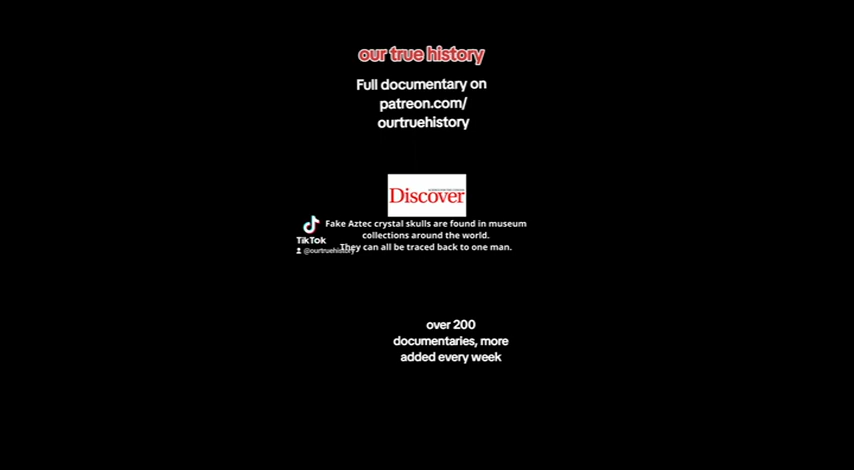 our true history
Full documentary on
patreon.com/
ourtruehistory
Discover
Fake Aztec crystal skulls are found in museum
collections around the world.
They can all be traced back to one man.
TikTok
@ourtruehistory
over 200
documentaries, more
added every week